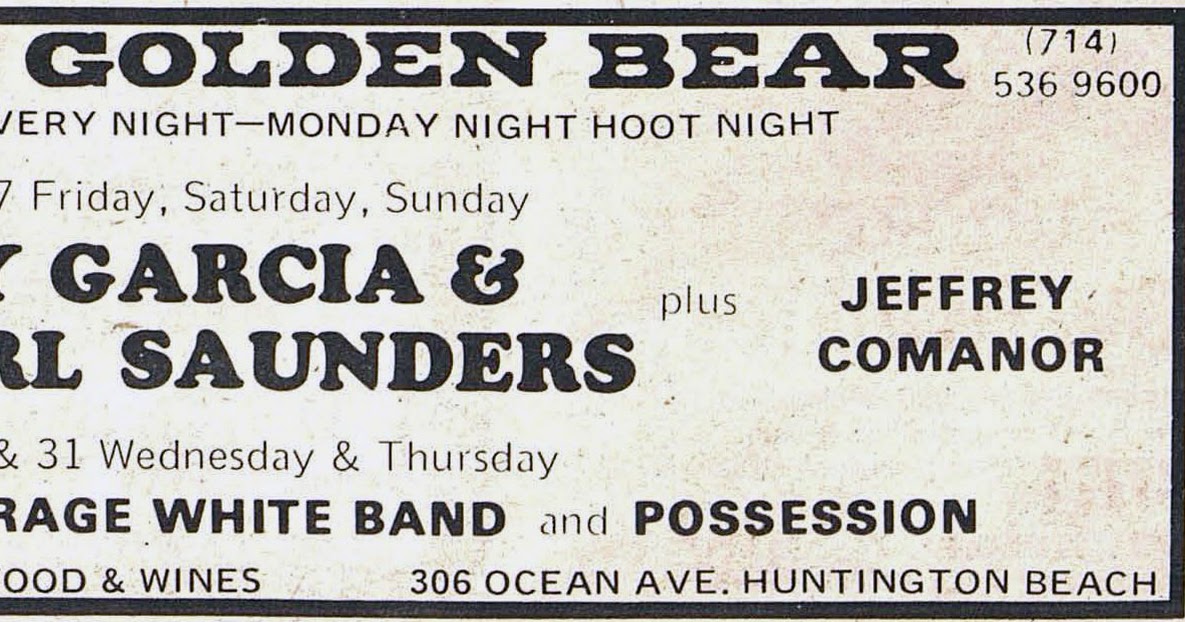 GOLDEN BEAR (714) 536 9600
VERY NIGHT—MONDAY NIGHT HOOT NIGHT
7 Friday, Saturday, Sunday
Y GARCIA &
RL SAUNDERS
plus
JEFFREY
COMANOR
& 31 Wednesday & Thursday
RAGE WHITE BAND and POSSESSION
OOD & WINES 306 OCEAN AVE. HUNTINGTON BEACH